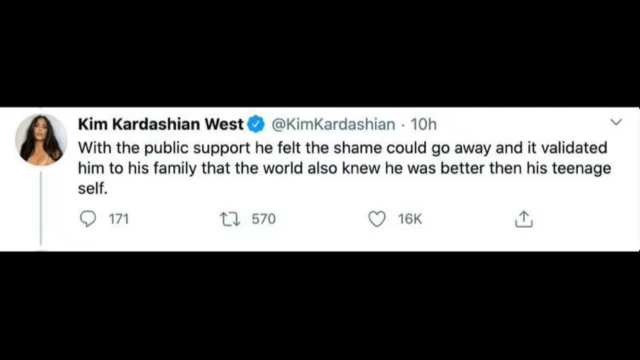 Kim Kardashian West @KimKardashian · 10h
With the public support he felt the shame could go away and it validated
him to his family that the world also knew he was better then his teenage
self.
171 570 16K